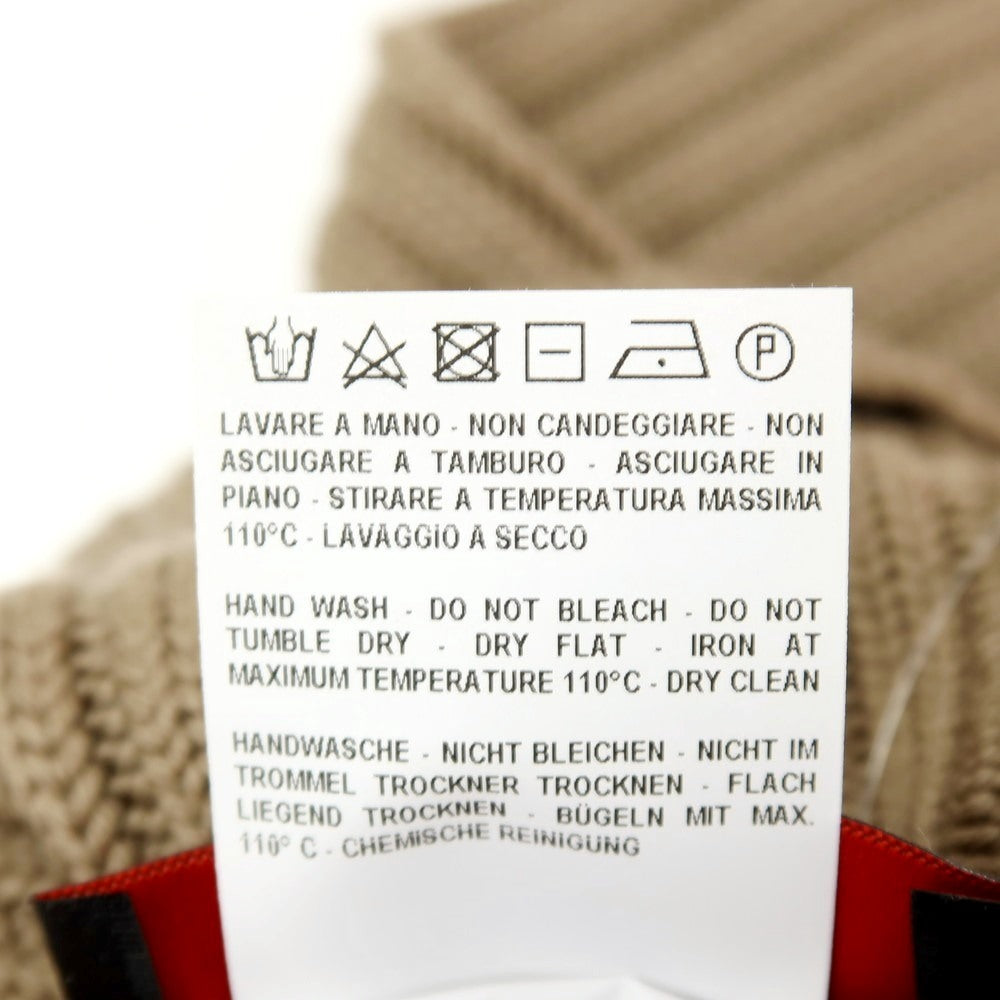 P
LAVARE A MANO - NON CANDEGGIARE - NON
ASCIUGARE A TAMBURO - ASCIUGARE IN
PIANO - STIRARE A TEMPERATURA MASSIMA
110°C - LAVAGGIO A SECCO
HAND WASH - DO NOT BLEACH - DO NOT
TUMBLE DRY - DRY FLAT - IRON AT
MAXIMUM TEMPERATURE 110°C - DRY CLEAN
HANDWASCHE - NICHT BLEICHEN - NICHT IM
TROMMEL TROCKNER TROCKNEN - FLACH
LIEGEND TROCKNEN - BÜGELN MIT MAX.
110° C - CHEMISCHE REINIGUNG